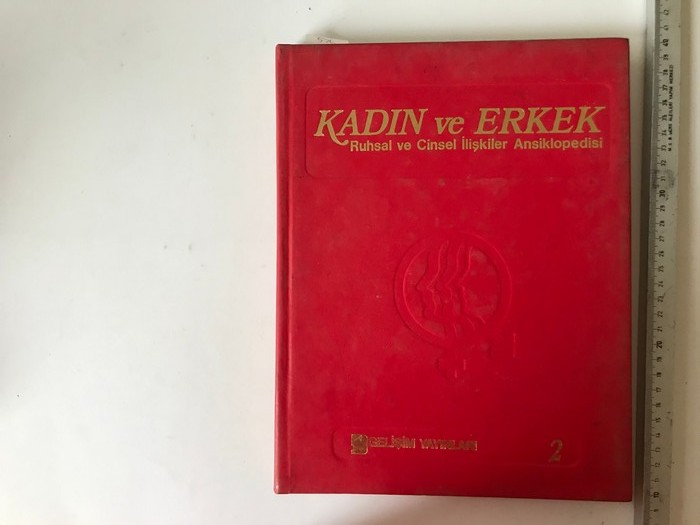 KADIN ve ERKEK
Ruhsal ve Cinsel İlişkiler Ansiklopedisi
GELİŞİM YAYINLARI
2